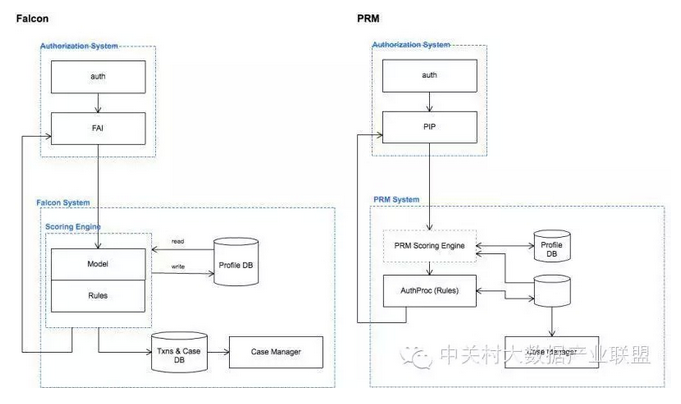 Falcon
Authorization System
auth
FAI
Falcon System
Scoring Engine
Model
Rules
read
write
Profile DB
Txns & Case
DB
Case Manager
PRM
Authorization System
auth
PIP
PRM System
PRM Scoring Engine
Profile
DB
AuthProc (Rules)
Case Manager
中关村大数据产业联盟